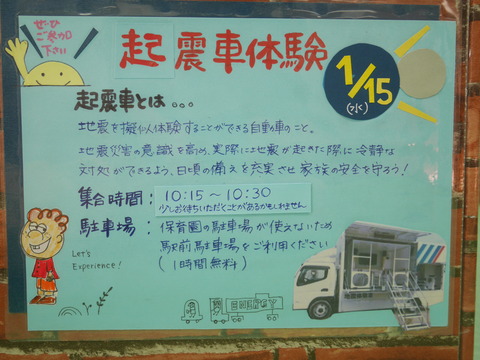 ぜひ
ご参加
下さい
起震車体験
1/15
(水)
起震車とは...
地震を擬似体験することができる自動車のこと。
地震災害の意識を高め、実際に地震が起きた際に冷静な
対処ができるよう、日頃の備えを充実させ家族の安全を守ろう!
集合時間: 10:15〜10:30
少しお待ちいただくことがあるかもしれません
駐車場: 保育園の駐車場が使えないため
駅前駐車場をご利用ください
(1時間無料)
Let's
Experience!